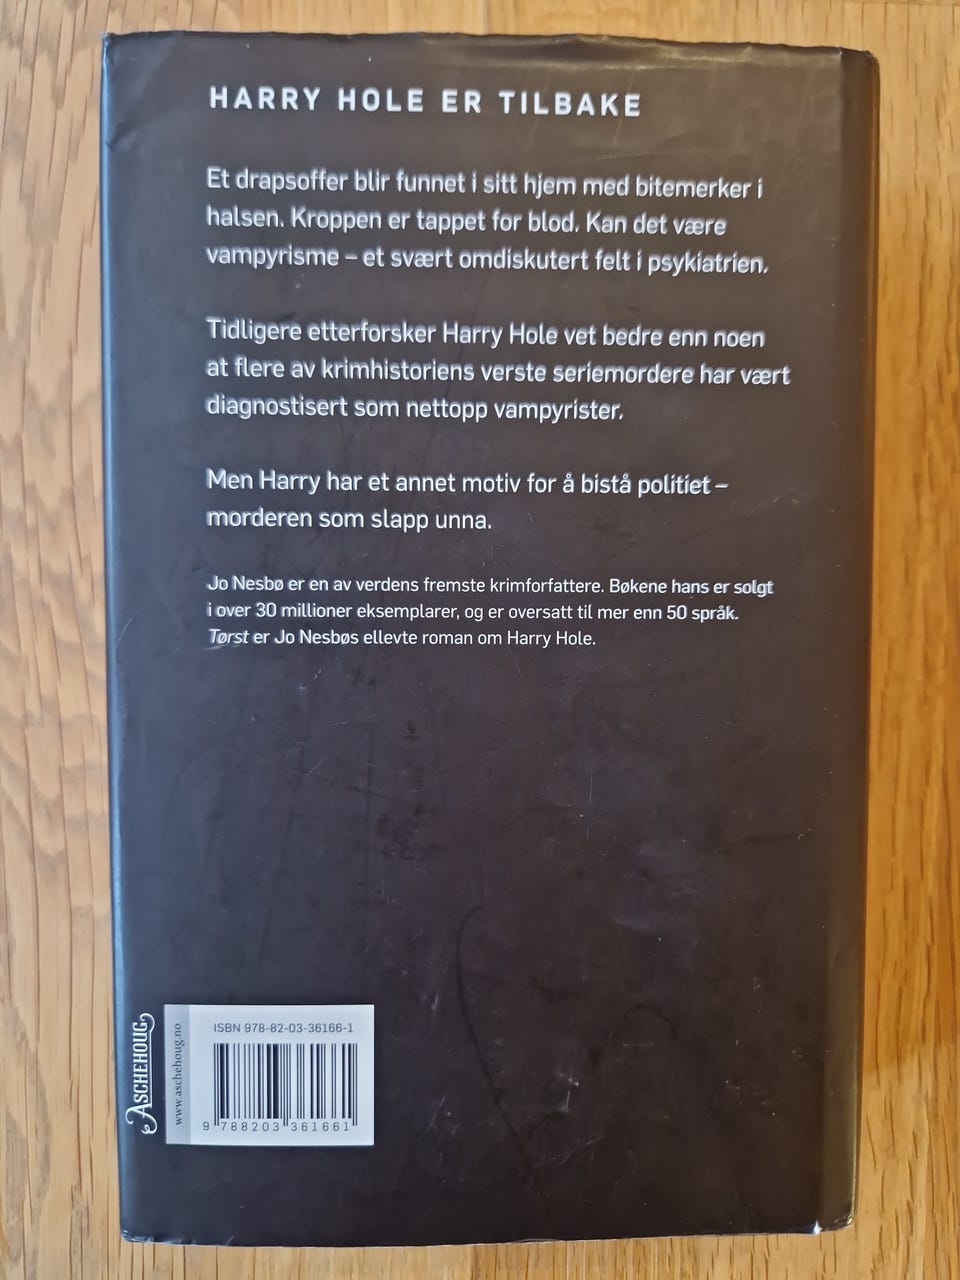 HARRY HOLE ER TILBAKE
Et drapsoffer blir funnet i sitt hjem med bitemerker i
halsen. Kroppen er tappet for blod. Kan det være
vampyrisme – et svært omdiskutert felt i psykiatrien.
Tidligere etterforsker Harry Hole vet bedre enn noen
at flere av krimhistoriens verste seriemordere har vært
diagnostisert som nettopp vampyrister.
Men Harry har et annet motiv for å bistå politiet –
morderen som slapp unna.
Jo Nesbø er en av verdens fremste krimforfattere. Bøkene hans er solgt
i over 30 millioner eksemplarer, og er oversatt til mer enn 50 språk.
Tørst er Jo Nesbøs ellevte roman om Harry Hole.
ASCHEHOUG
www.aschehoug.no
ISBN 978-82-03-36166-1
9 788203 361661